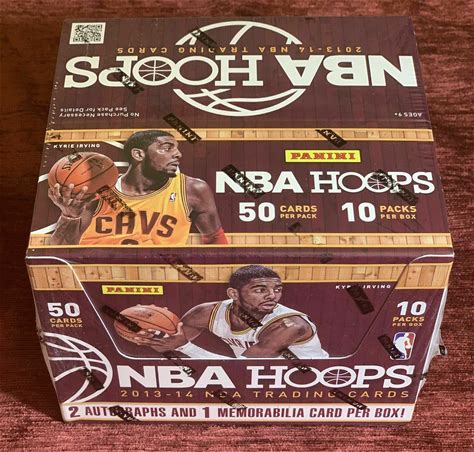 NBA HOOPS
2013-14 NBA TRADING CARDS
No Purchase Necessary
See Pack for Details
AGES 9+
KYRIE IRVING
PANINI
NBA HOOPS
50 CARDS PER PACK
10 PACKS PER BOX
CAVS
PANINI
KYRIE IRVING
50 CARDS PER PACK
10 PACKS PER BOX
NBA HOOPS
2013-14 NBA TRADING CARDS
2 AUTOGRAPHS AND 1 MEMORABILIA CARD PER BOX!